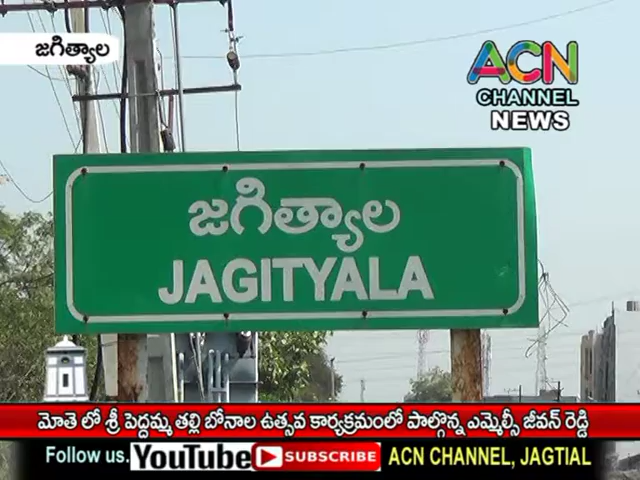 జగిత్యాల
ACN
CHANNEL
NEWS
జగిత్యాల
JAGITYALA
మోతె లో శ్రీ పెద్దమ్మ తల్లి బోనాల ఉత్సవ కార్యక్రమంలో పాల్గొన్న ఎమ్మెల్సీ జీవన్ రెడ్డి
Follow us. YouTube SUBSCRIBE ACN CHANNEL, JAGTIAL